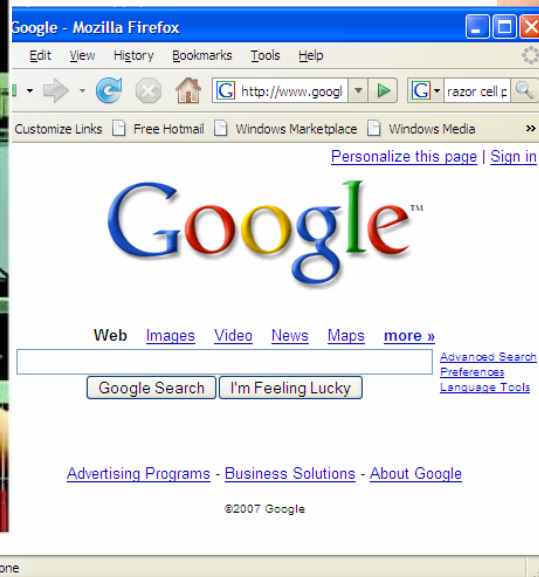 Google - Mozilla Firefox
Edit View History Bookmarks Tools Help
G http://www.googl G razor cell p
Customize Links Free Hotmail Windows Marketplace Windows Media »
Personalize this page | Sign in
Google™
Web Images Video News Maps more »
Advanced Search
Preferences
Language Tools
Google Search I'm Feeling Lucky
Advertising Programs - Business Solutions - About Google
©2007 Google
one